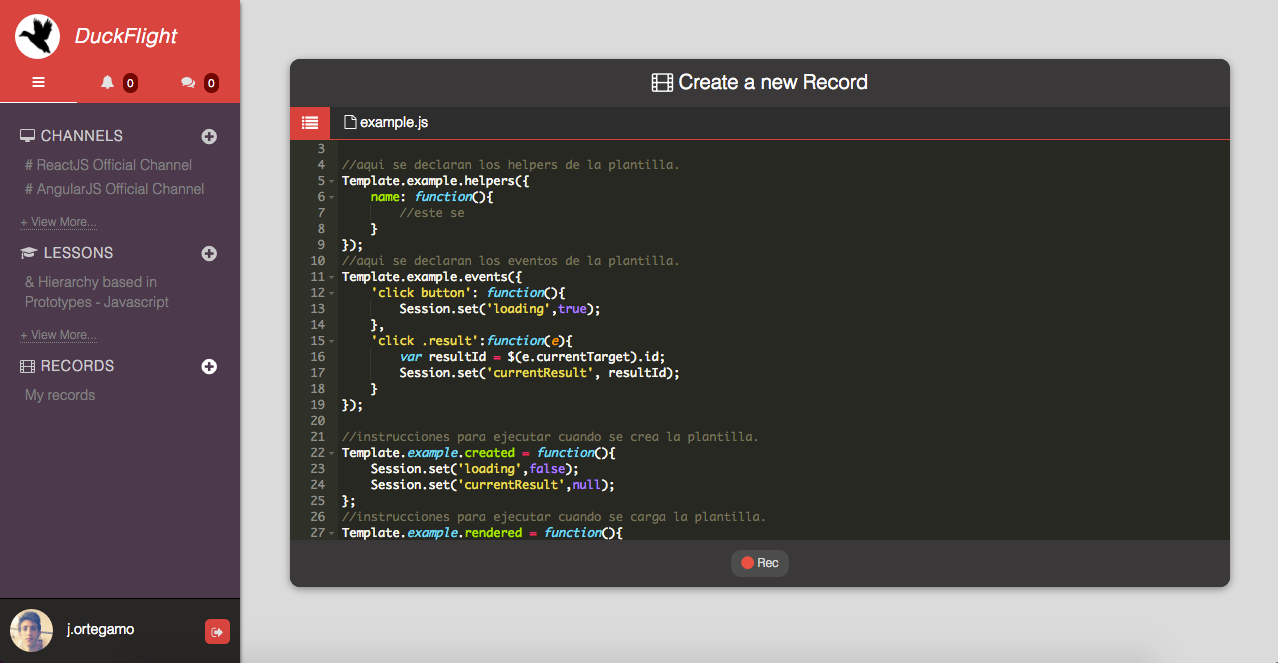 DuckFlight
0
0
CHANNELS
# ReactJS Official Channel
# AngularJS Official Channel
+ View More...
LESSONS
& Hierarchy based in
Prototypes - Javascript
+ View More...
RECORDS
My records
j.ortegamo
Create a new Record
example.js
3
4 //aqui se declaran los helpers de la plantilla.
5 Template.example.helpers({
6 name: function(){
7 //este se
8 }
9 });
10 //aqui se declaran los eventos de la plantilla.
11 Template.example.events({
12 'click button': function(){
13 Session.set('loading',true);
14 },
15 'click .result':function(e){
16 var resultId = $(e.currentTarget).id;
17 Session.set('currentResult', resultId);
18 }
19 });
20
21 //instrucciones para ejecutar cuando se crea la plantilla.
22 Template.example.created = function(){
23 Session.set('loading',false);
24 Session.set('currentResult',null);
25 };
26 //instrucciones para ejecutar cuando se carga la plantilla.
27 Template.example.rendered = function(){
Rec